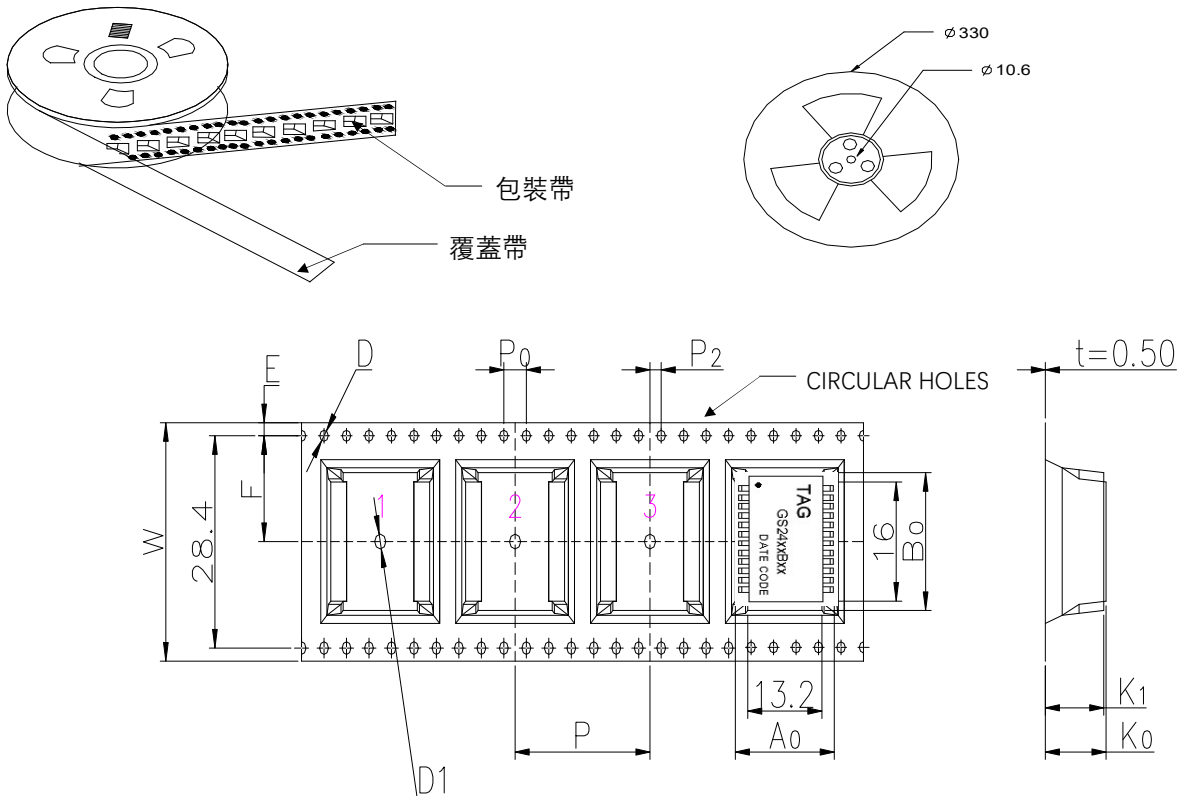 ⌀330
⌀10.6
包裝帶
覆蓋帶
E
D
P0
P2
CIRCULAR HOLES
t=0.50
W
28.4
F
1
2
3
TAG
GS24xxBxx
DATE CODE
16
B0
13.2
A0
P
D1
K1
K0